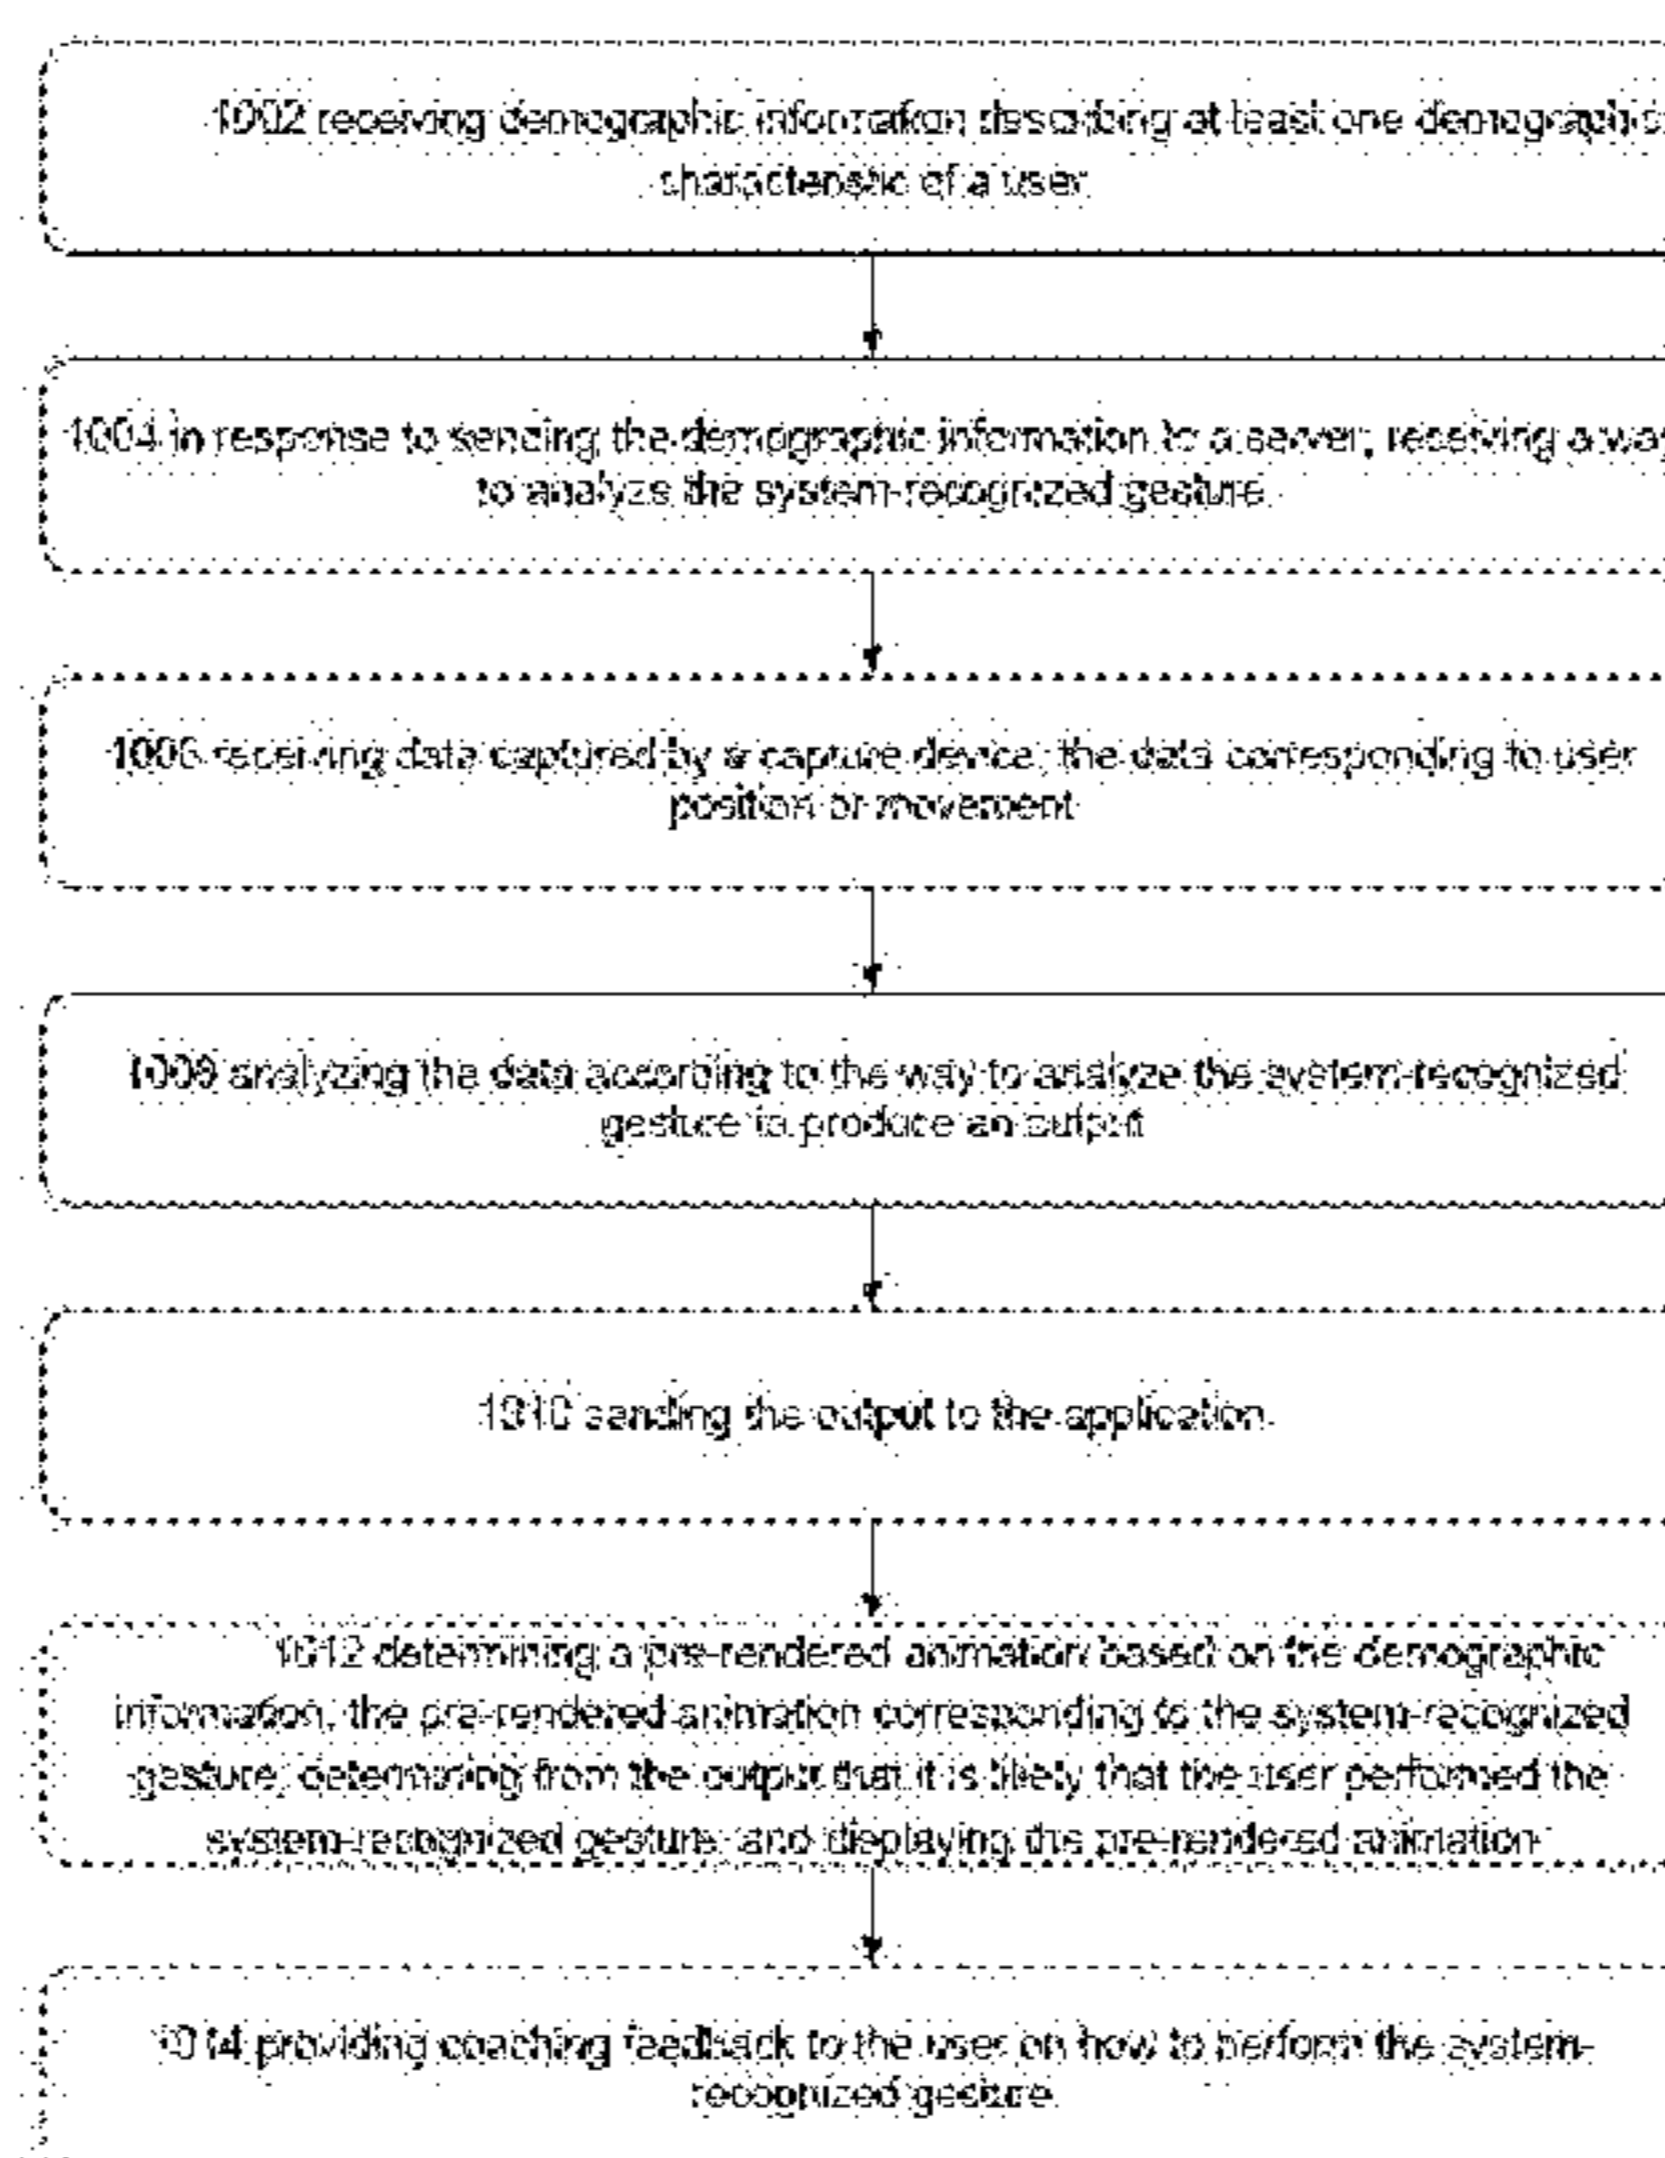 1002 receiving demographic information describing at least one demographic
characteristic of a user
1004 in response to sending the demographic information to a server, receiving a way
to analyze the system-recognized gesture
1006 receiving data captured by a capture device, the data corresponding to user
position or movement
1008 analyzing the data according to the way to analyze the system-recognized
gesture to produce an output
1010 sending the output to the application
1012 determining a pre-rendered animation based on the demographic
information, the pre-rendered animation corresponding to the system-recognized
gesture, determining from the output that it is likely that the user performed the
system-recognized gesture, and displaying the pre-rendered animation
1014 providing coaching feedback to the user on how to perform the system-
recognized gesture